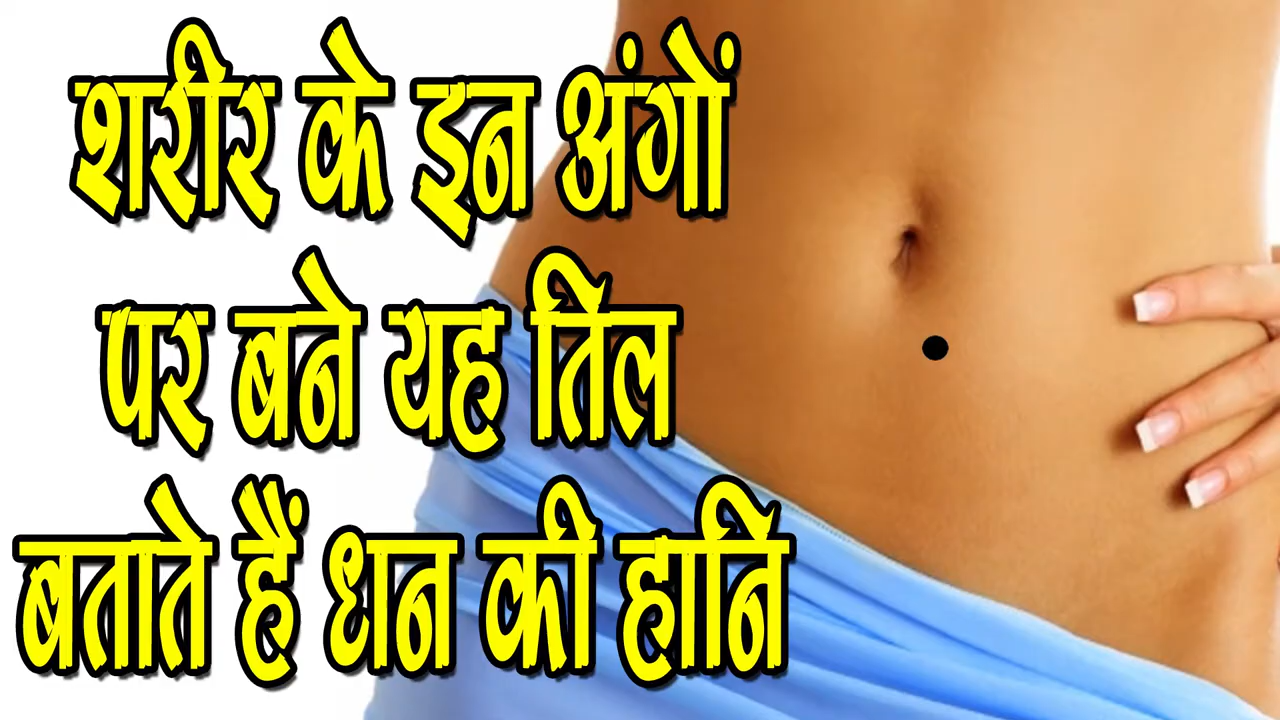 शरीर के इन अंगों
पर बने यह तिल
बताते हैं धन की हानि